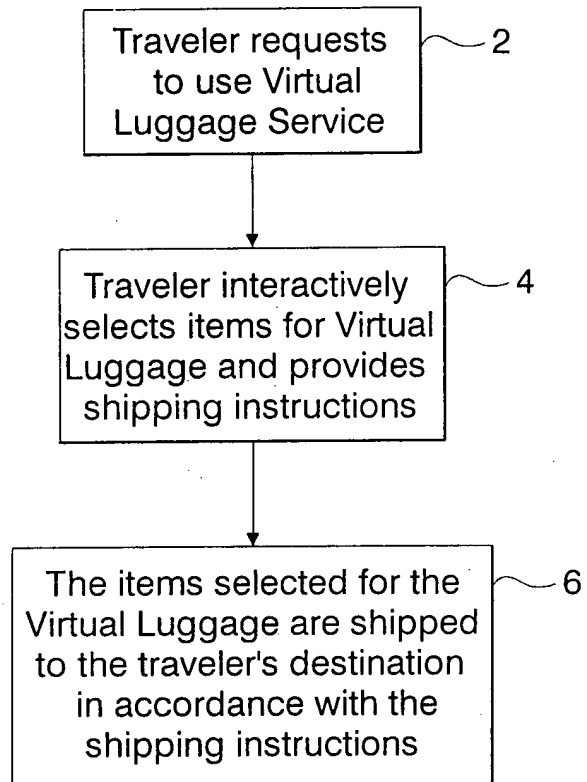 Traveler requests
to use Virtual
Luggage Service
2
Traveler interactively
selects items for Virtual
Luggage and provides
shipping instructions
4
The items selected for the
Virtual Luggage are shipped
to the traveler's destination
in accordance with the
shipping instructions
6